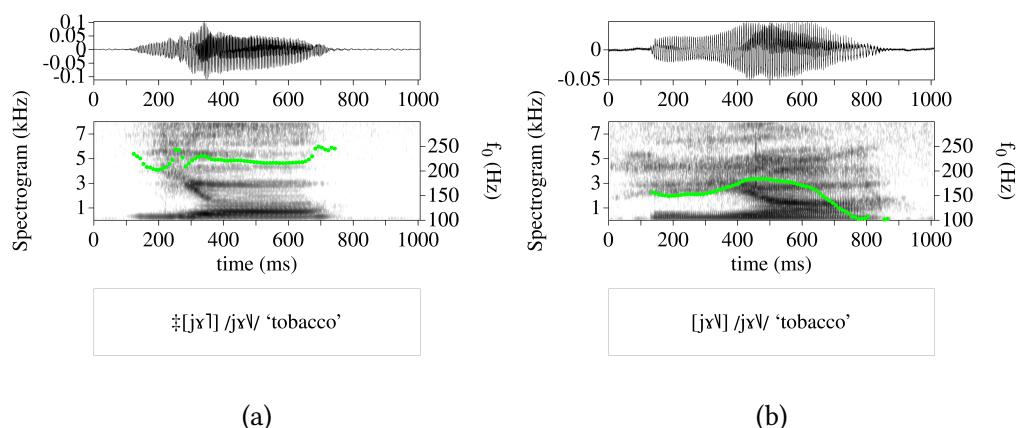 0.1
0.05
0
-0.05
-0.1
0 200 400 600 800 1000
Spectrogram (kHz)
7
5
3
1
250
200
150
100
f₀ (Hz)
0 200 400 600 800 1000
time (ms)
‡[jɤ˥] /jɤ˥˩/ ‘tobacco’
(a)
0
-0.05
0 200 400 600 800 1000
Spectrogram (kHz)
7
5
3
1
250
200
150
100
f₀ (Hz)
0 200 400 600 800 1000
time (ms)
[jɤ˥˩] /jɤ˥˩/ ‘tobacco’
(b)